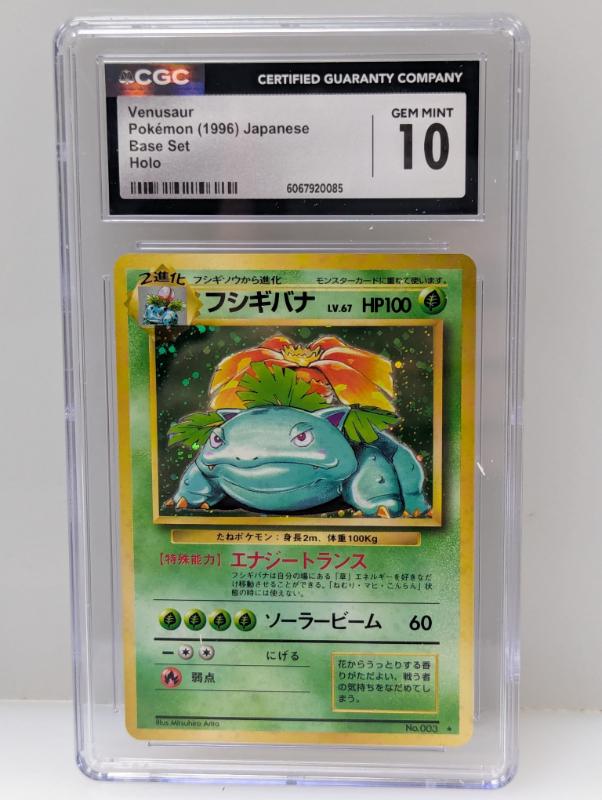 CGC
CERTIFIED GUARANTY COMPANY
Venusaur
Pokémon (1996) Japanese
Base Set
Holo
GEM MINT
10
6067920085
2進化 フシギソウから進化 モンスターカードに重ねて使います。
フシギバナ LV.67 HP100
たねポケモン：身長2m、体重100Kg
【特殊能力】エナジートランス
フシギバナは自分の場にある「草」エネルギーを好きなだ
け移動させることができる。「ねむり・マヒ・こんらん」状
態の時には使えない。
ソーラービーム 60
ー にげる
弱点
花からうっとりする香
りがただよい、戦う者
の気持ちをなだめてし
まう。
Illus. Mitsuhiro Arita
No.003 ★